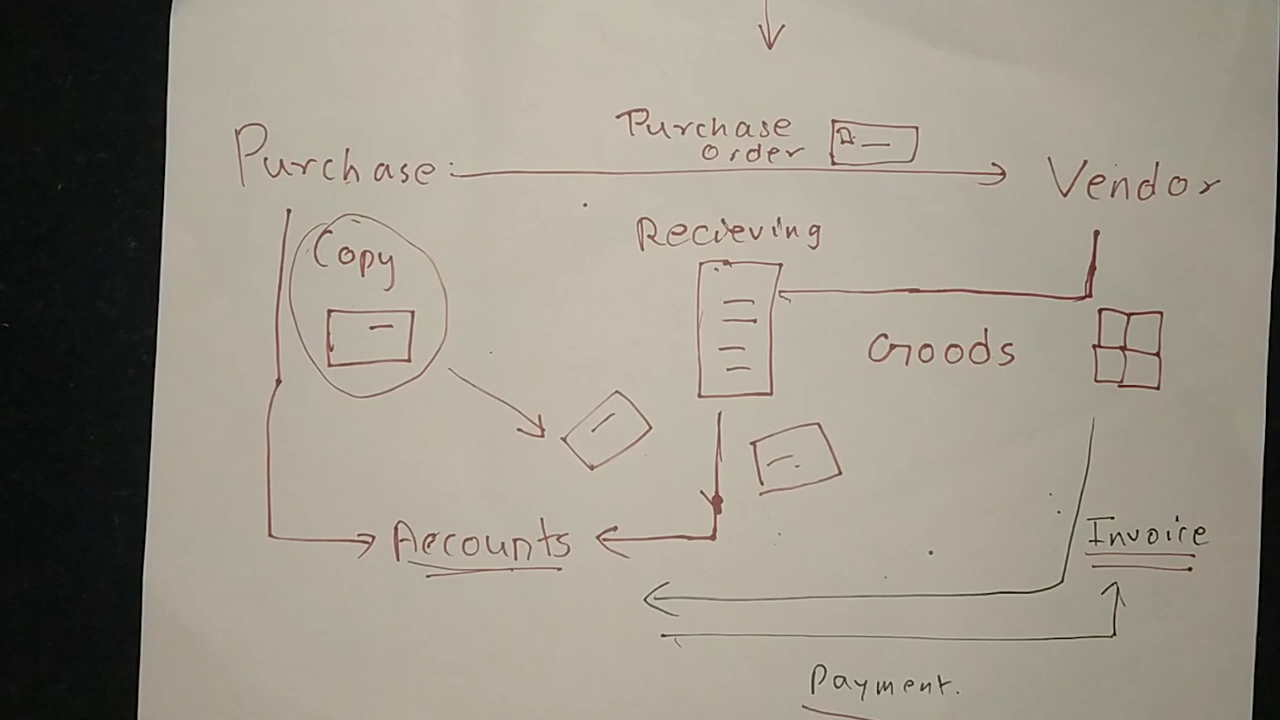 Purchase
order
Purchase
Vendor
Recieving
Copy
Goods
Invoice
Accounts
Payment.